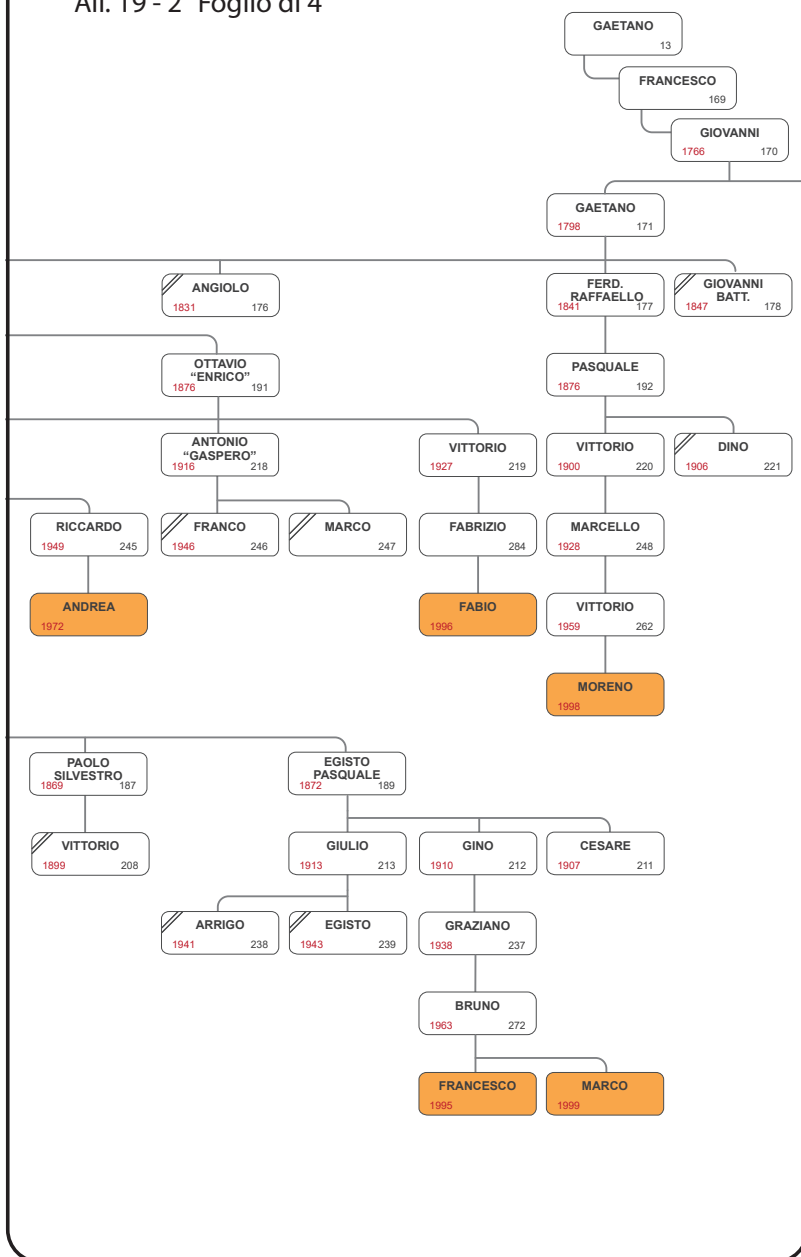 All. 19 - 2° Foglio di 4
GAETANO
13
FRANCESCO
169
GIOVANNI
1766 170
GAETANO
1798 171
ANGIOLO
1831 176
FERD.
RAFFAELLO
1841 177
GIOVANNI
BATT.
1847 178
OTTAVIO
“ENRICO”
1876 191
PASQUALE
1876 192
ANTONIO
“GASPERO”
1916 218
VITTORIO
1927 219
VITTORIO
1900 220
DINO
1906 221
RICCARDO
1949 245
FRANCO
1946 246
MARCO
247
FABRIZIO
284
MARCELLO
1928 248
ANDREA
1972
FABIO
1996
VITTORIO
1959 262
MORENO
1998
PAOLO
SILVESTRO
1869 187
EGISTO
PASQUALE
1872 189
VITTORIO
1899 208
GIULIO
1913 213
GINO
1910 212
CESARE
1907 211
ARRIGO
1941 238
EGISTO
1943 239
GRAZIANO
1938 237
BRUNO
1963 272
FRANCESCO
1995
MARCO
1999